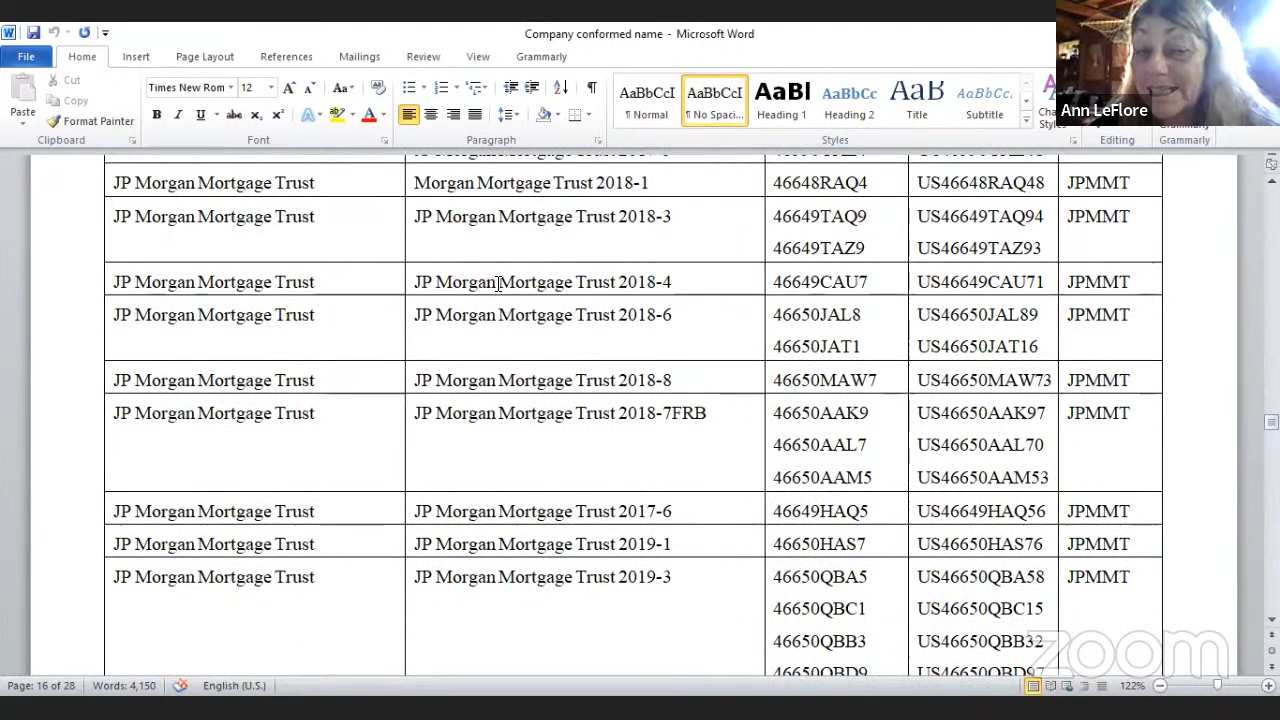 Company conformed name - Microsoft Word
File Home Insert Page Layout References Mailings Review View Grammarly
Cut
Copy
Format Painter
Paste
Times New Rom 12
AaBbCcI AaBbCcI AaBl AaBbCc AaB AaBbCc
¶ Normal ¶ No Spaci... Heading 1 Heading 2 Title Subtitle
Ann LeFlore
Clipboard Font Paragraph Styles Editing Grammarly
JP Morgan Mortgage Trust Morgan Mortgage Trust 2018-1 46648RAQ4 US46648RAQ48 JPMMT
JP Morgan Mortgage Trust JP Morgan Mortgage Trust 2018-3 46649TAQ9 US46649TAQ94 JPMMT
46649TAZ9 US46649TAZ93
JP Morgan Mortgage Trust JP Morgan Mortgage Trust 2018-4 46649CAU7 US46649CAU71 JPMMT
JP Morgan Mortgage Trust JP Morgan Mortgage Trust 2018-6 46650JAL8 US46650JAL89 JPMMT
46650JAT1 US46650JAT16
JP Morgan Mortgage Trust JP Morgan Mortgage Trust 2018-8 46650MAW7 US46650MAW73 JPMMT
JP Morgan Mortgage Trust JP Morgan Mortgage Trust 2018-7FRB 46650AAK9 US46650AAK97 JPMMT
46650AAL7 US46650AAL70
46650AAM5 US46650AAM53
JP Morgan Mortgage Trust JP Morgan Mortgage Trust 2017-6 46649HAQ5 US46649HAQ56 JPMMT
JP Morgan Mortgage Trust JP Morgan Mortgage Trust 2019-1 46650HAS7 US46650HAS76 JPMMT
JP Morgan Mortgage Trust JP Morgan Mortgage Trust 2019-3 46650QBA5 US46650QBA58 JPMMT
46650QBC1 US46650QBC15
46650QBB3 US46650QBB32
46650QBD9 US46650QBD97
zoom
Page: 16 of 28 Words: 4,150 English (U.S.) 122%